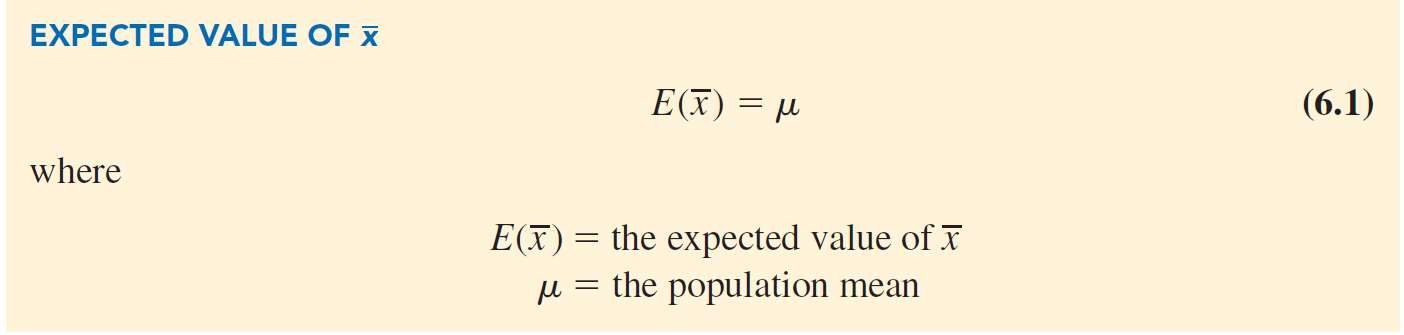 EXPECTED VALUE OF x̄
E(x̄) = μ (6.1)
where
E(x̄) = the expected value of x̄
μ = the population mean